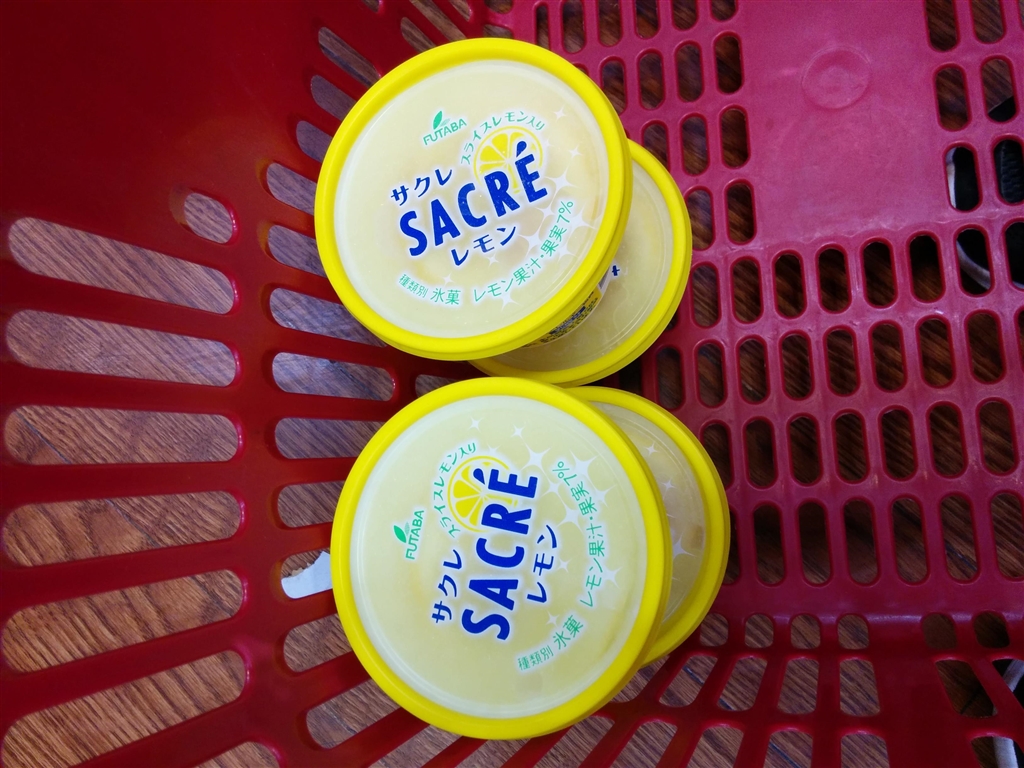 FUTABA
スライスレモン入り
サクレ
SACRÉ
レモン
種類別 氷菓 レモン果汁・果実7%
FUTABA
スライスレモン入り
サクレ
SACRÉ
レモン
種類別 氷菓 レモン果汁・果実7%